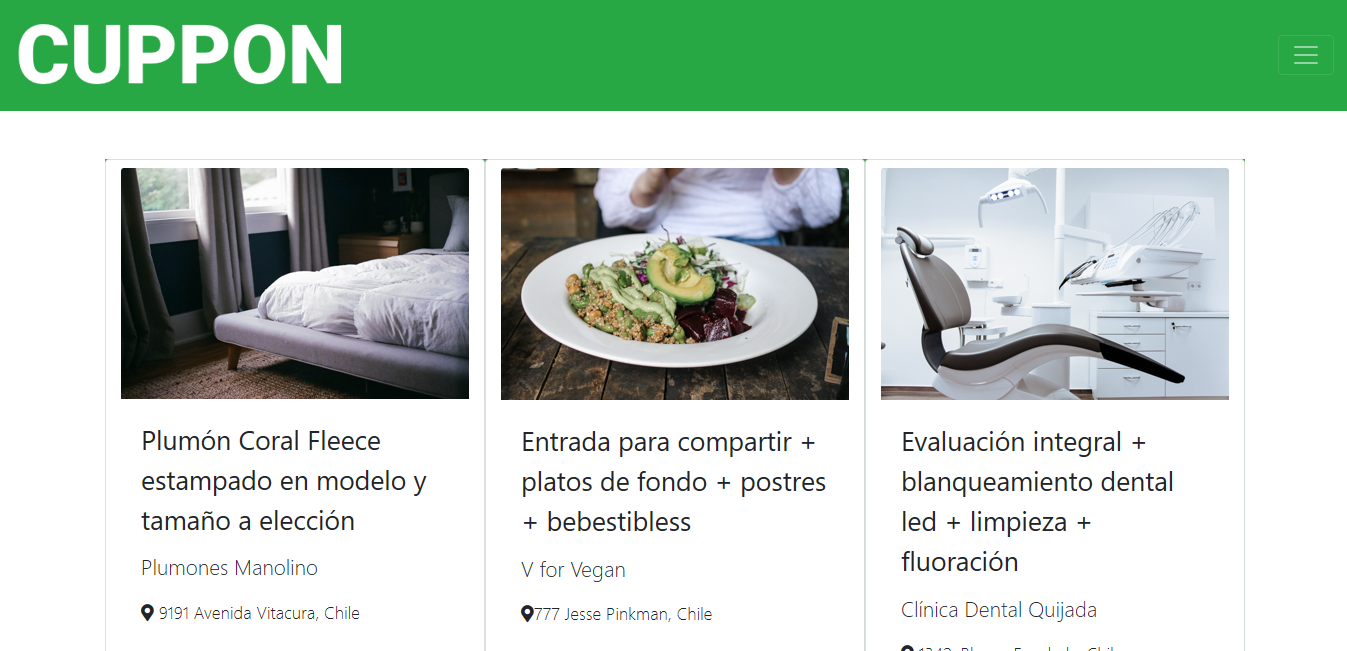 CUPPON
Plumón Coral Fleece
estampado en modelo y
tamaño a elección
Plumones Manolino
9191 Avenida Vitacura, Chile
Entrada para compartir +
platos de fondo + postres
+ bebestibless
V for Vegan
777 Jesse Pinkman, Chile
Evaluación integral +
blanqueamiento dental
led + limpieza +
fluoración
Clínica Dental Quijada